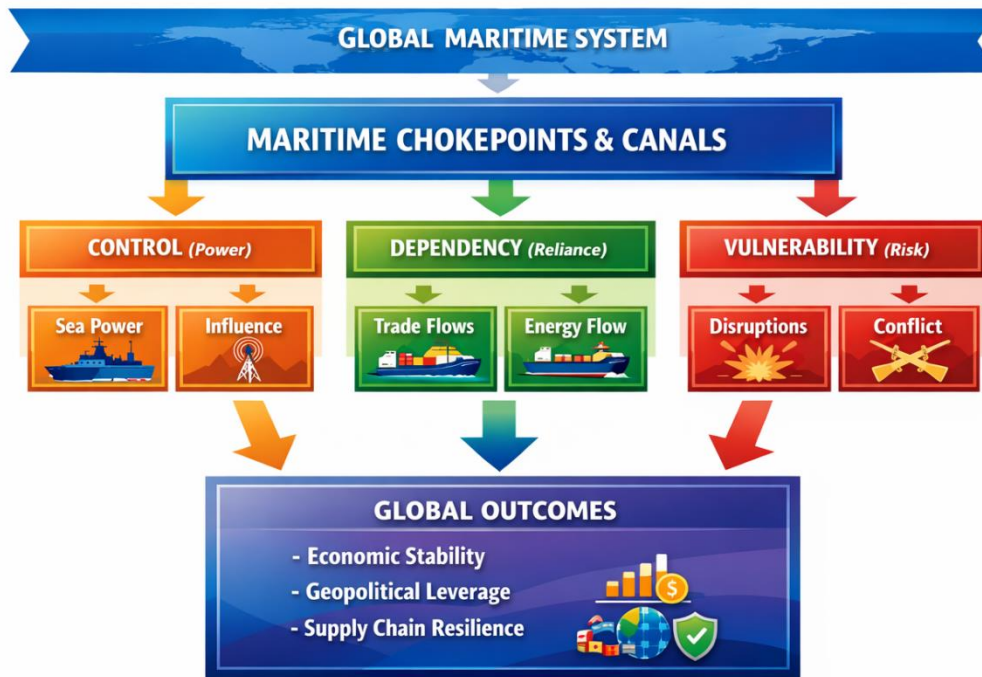 GLOBAL MARITIME SYSTEM
MARITIME CHOKEPOINTS & CANALS
CONTROL (Power)
DEPENDENCY (Reliance)
VULNERABILITY (Risk)
Sea Power
Influence
Trade Flows
Energy Flow
Disruptions
Conflict
GLOBAL OUTCOMES
- Economic Stability
- Geopolitical Leverage
- Supply Chain Resilience
$